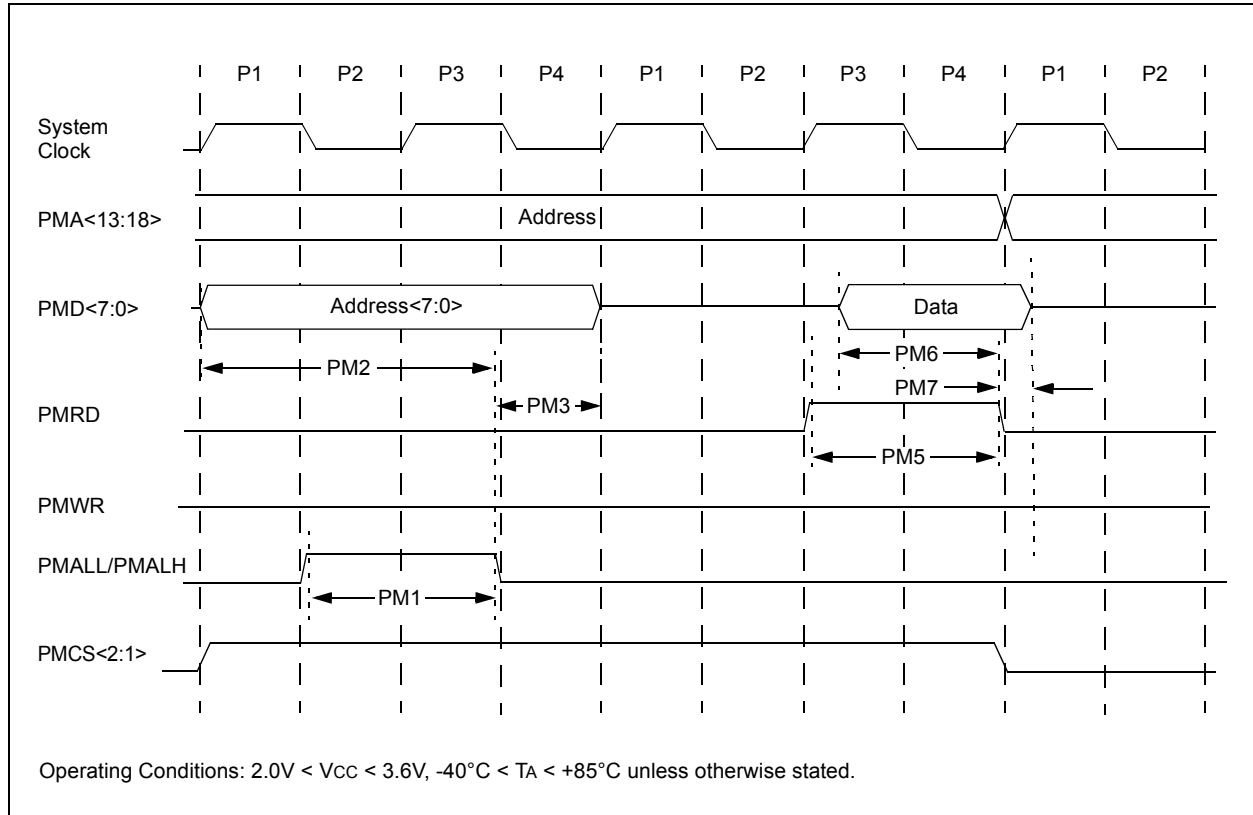 P1 P2 P3 P4 P1 P2 P3 P4 P1 P2
System
Clock
PMA<13:18>
Address
PMD<7:0>
Address<7:0>
Data
PM2
PM6
PM7
PM3
PMRD
PM5
PMWR
PMALL/PMALH
PM1
PMCS<2:1>
Operating Conditions: 2.0V < VCC < 3.6V, -40°C < TA < +85°C unless otherwise stated.